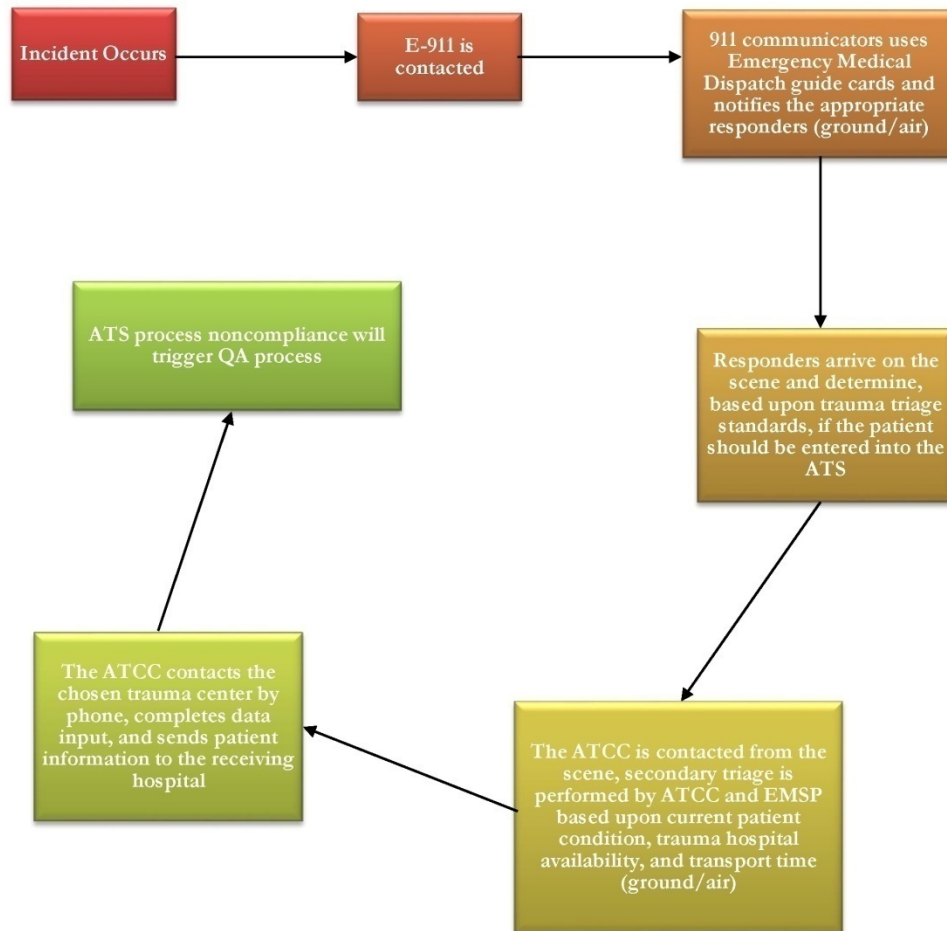 Incident Occurs
E-911 is
contacted
911 communicators uses
Emergency Medical
Dispatch guide cards and
notifies the appropriate
responders (ground/air)
Responders arrive on the
scene and determine,
based upon trauma triage
standards, if the patient
should be entered into the
ATS
The ATCC is contacted from the
scene, secondary triage is
performed by ATCC and EMSP
based upon current patient
condition, trauma hospital
availability, and transport time
(ground/air)
The ATCC contacts the
chosen trauma center by
phone, completes data
input, and sends patient
information to the receiving
hospital
ATS process noncompliance will
trigger QA process